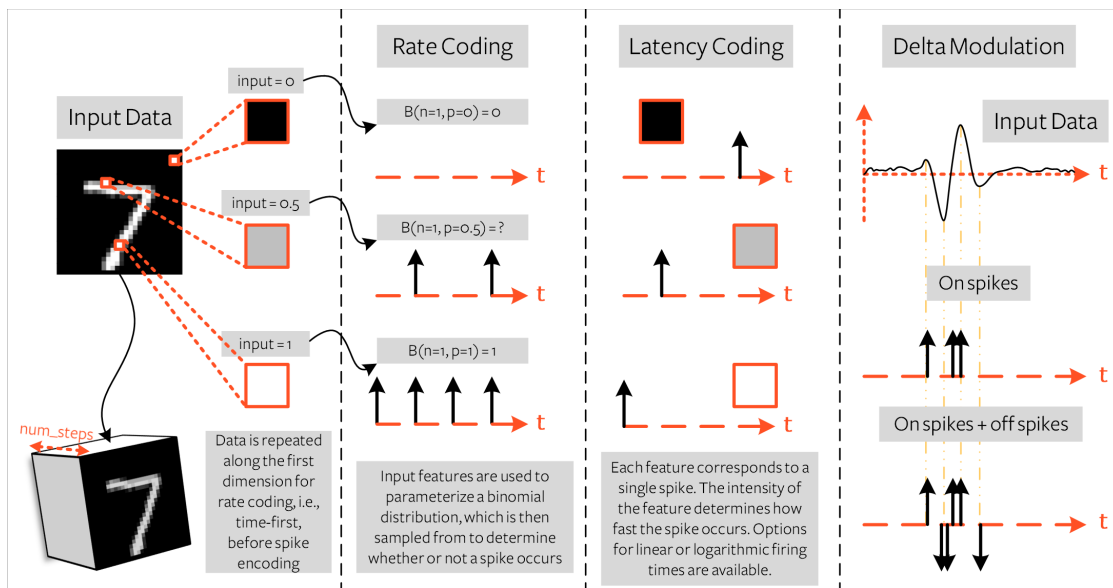 Input Data
input = 0
input = 0.5
input = 1
num_steps
Data is repeated
along the first
dimension for
rate coding, i.e.,
time-first,
before spike
encoding
Rate Coding
B(n=1, p=0) = 0
t
B(n=1, p=0.5) = ?
t
B(n=1, p=1) = 1
t
Input features are used to
parameterize a binomial
distribution, which is then
sampled from to determine
whether or not a spike occurs
Latency Coding
t
t
t
Each feature corresponds to a
single spike. The intensity of
the feature determines how
fast the spike occurs. Options
for linear or logarithmic firing
times are available.
Delta Modulation
Input Data
t
On spikes
t
On spikes + off spikes
t
7
7